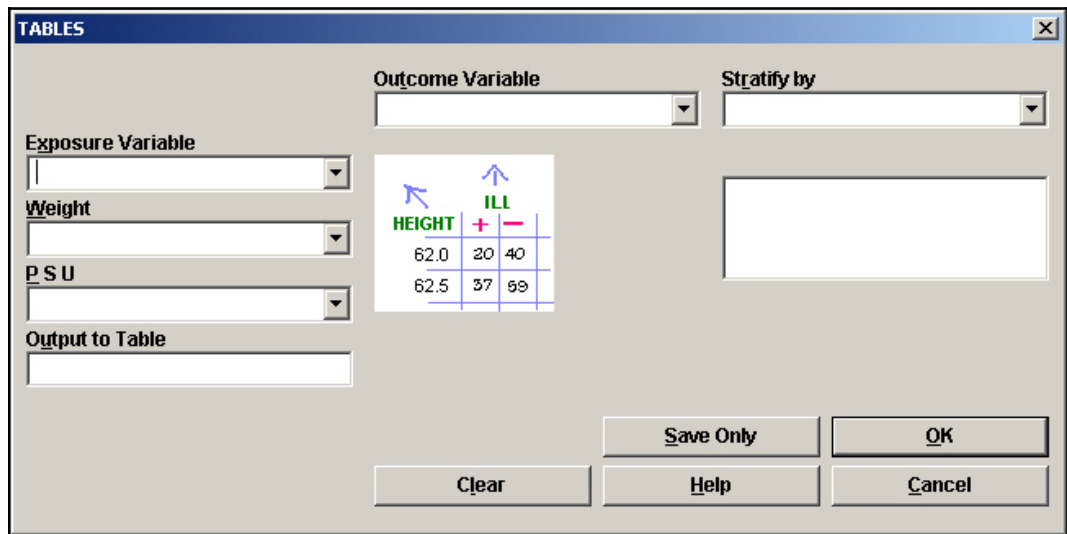 TABLES
Outcome Variable
Stratify by
Exposure Variable
Weight
P S U
Output to Table
ILL
HEIGHT + −
62.0 20 40
62.5 37 59
Save Only
OK
Clear
Help
Cancel